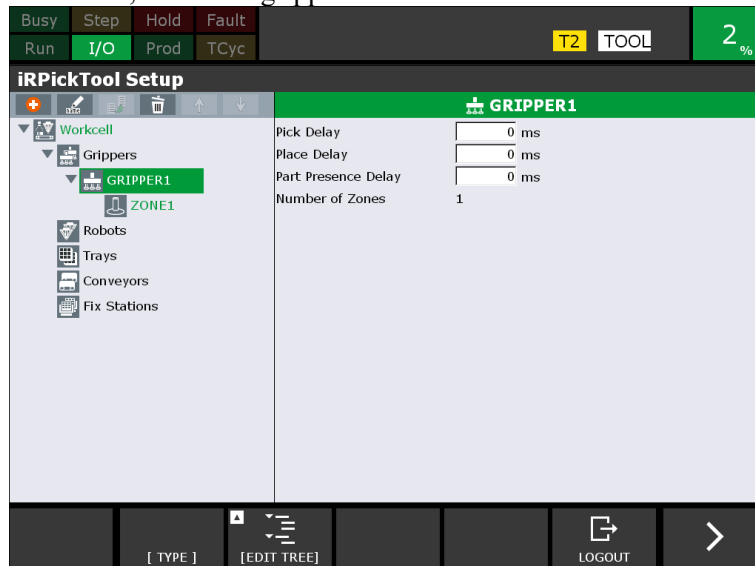 Busy Step Hold Fault
Run I/O Prod TCyc
T2 TOOL
2%
iRPickTool Setup
GRIPPER1
Workcell
Grippers
GRIPPER1
ZONE1
Robots
Trays
Conveyors
Fix Stations
Pick Delay 0 ms
Place Delay 0 ms
Part Presence Delay 0 ms
Number of Zones 1
[ TYPE ]
[EDIT TREE]
LOGOUT